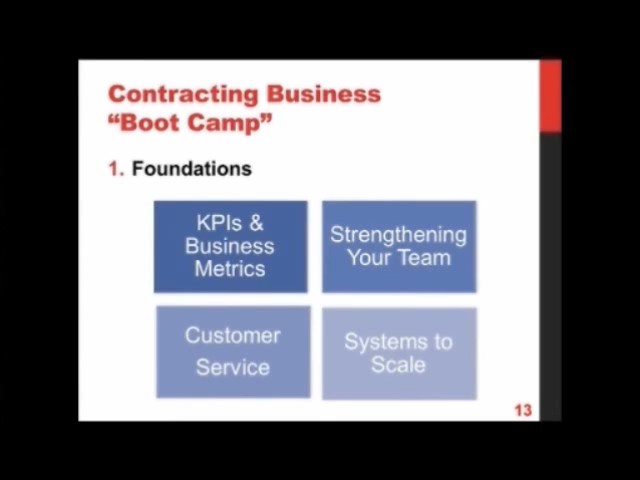 Contracting Business
“Boot Camp”
1. Foundations
KPIs &
Business
Metrics
Strengthening
Your Team
Customer
Service
Systems to
Scale
13